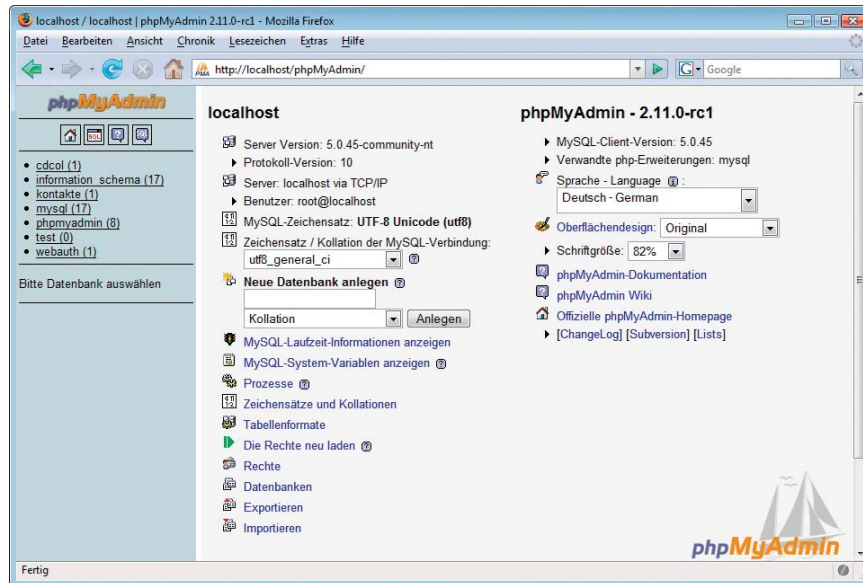 localhost / localhost | phpMyAdmin 2.11.0-rc1 - Mozilla Firefox
Datei Bearbeiten Ansicht Chronik Lesezeichen Extras Hilfe
PMA http://localhost/phpMyAdmin/
G Google
phpMyAdmin
SQL
cdcol (1)
information_schema (17)
kontakte (1)
mysql (17)
phpmyadmin (8)
test (0)
webauth (1)
Bitte Datenbank auswählen
localhost
Server Version: 5.0.45-community-nt
Protokoll-Version: 10
Server: localhost via TCP/IP
Benutzer: root@localhost
MySQL-Zeichensatz: UTF-8 Unicode (utf8)
Zeichensatz / Kollation der MySQL-Verbindung:
utf8_general_ci
Neue Datenbank anlegen
Kollation Anlegen
MySQL-Laufzeit-Informationen anzeigen
MySQL-System-Variablen anzeigen
Prozesse
Zeichensätze und Kollationen
Tabellenformate
Die Rechte neu laden
Rechte
Datenbanken
Exportieren
Importieren
phpMyAdmin - 2.11.0-rc1
MySQL-Client-Version: 5.0.45
Verwandte php-Erweiterungen: mysql
Sprache - Language :
Deutsch - German
Oberflächendesign: Original
Schriftgröße: 82%
phpMyAdmin-Dokumentation
phpMyAdmin Wiki
Offizielle phpMyAdmin-Homepage
[ChangeLog] [Subversion] [Lists]
phpMyAdmin
Fertig